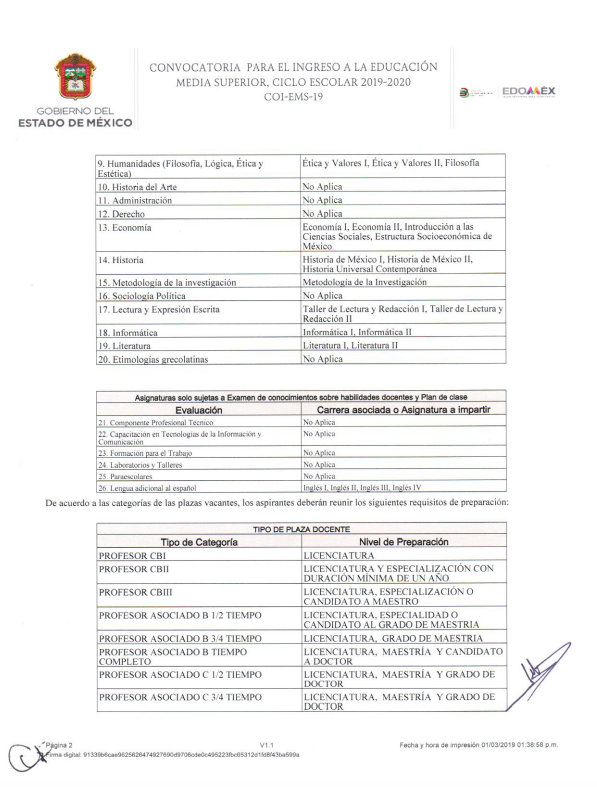 CONVOCATORIA PARA EL INGRESO A LA EDUCACIÓN
MEDIA SUPERIOR, CICLO ESCOLAR 2019-2020
COI-EMS-19
GOBIERNO DEL
ESTADO DE MÉXICO
EDOMÉX
9. Humanidades (Filosofía, Lógica, Ética y Ética y Valores I, Ética y Valores II, Filosofía
Estética)
10. Historia del Arte No Aplica
11. Administración No Aplica
12. Derecho No Aplica
13. Economía Economía I, Economía II, Introducción a las
Ciencias Sociales, Estructura Socioeconómica de
México
14. Historia Historia de México I, Historia de México II,
Historia Universal Contemporánea
15. Metodología de la investigación Metodología de la Investigación
16. Sociología Política No Aplica
17. Lectura y Expresión Escrita Taller de Lectura y Redacción I, Taller de Lectura y
Redacción II
18. Informática Informática I, Informática II
19. Literatura Literatura I, Literatura II
20. Etimologías grecolatinas No Aplica
Asignaturas solo sujetas a Examen de conocimientos sobre habilidades docentes y Plan de clase
Evaluación Carrera asociada o Asignatura a impartir
21. Componente Profesional Técnico No Aplica
22. Capacitación en Tecnologías de la Información y No Aplica
Comunicación
23. Formación para el Trabajo No Aplica
24. Laboratorios y Talleres No Aplica
25. Paraescolares No Aplica
26. Lengua adicional al español Inglés I, Inglés II, Inglés III, Inglés IV
De acuerdo a las categorías de las plazas vacantes, los aspirantes deberán reunir los siguientes requisitos de preparación:
TIPO DE PLAZA DOCENTE
Tipo de Categoría Nivel de Preparación
PROFESOR CBI LICENCIATURA
PROFESOR CBII LICENCIATURA Y ESPECIALIZACIÓN CON
DURACIÓN MÍNIMA DE UN AÑO
PROFESOR CBIII LICENCIATURA, ESPECIALIZACIÓN O
CANDIDATO A MAESTRO
PROFESOR ASOCIADO B 1/2 TIEMPO LICENCIATURA, ESPECIALIDAD O
CANDIDATO AL GRADO DE MAESTRIA
PROFESOR ASOCIADO B 3/4 TIEMPO LICENCIATURA, GRADO DE MAESTRIA
PROFESOR ASOCIADO B TIEMPO LICENCIATURA, MAESTRÍA Y CANDIDATO
COMPLETO A DOCTOR
PROFESOR ASOCIADO C 1/2 TIEMPO LICENCIATURA, MAESTRÍA Y GRADO DE
DOCTOR
PROFESOR ASOCIADO C 3/4 TIEMPO LICENCIATURA, MAESTRÍA Y GRADO DE
DOCTOR
Página 2 V1.1 Fecha y hora de impresión 01/03/2019 01:38:56 p.m.
Firma digital: